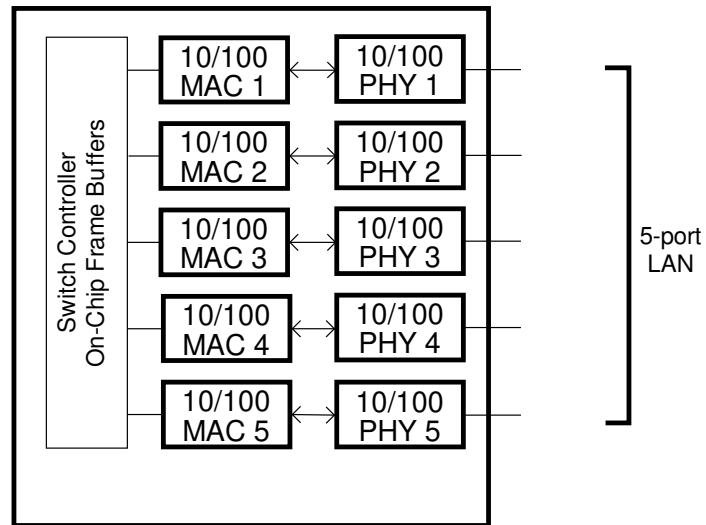 Switch Controller
On-Chip Frame Buffers
10/100
MAC 1
10/100
PHY 1
10/100
MAC 2
10/100
PHY 2
10/100
MAC 3
10/100
PHY 3
10/100
MAC 4
10/100
PHY 4
10/100
MAC 5
10/100
PHY 5
5-port
LAN